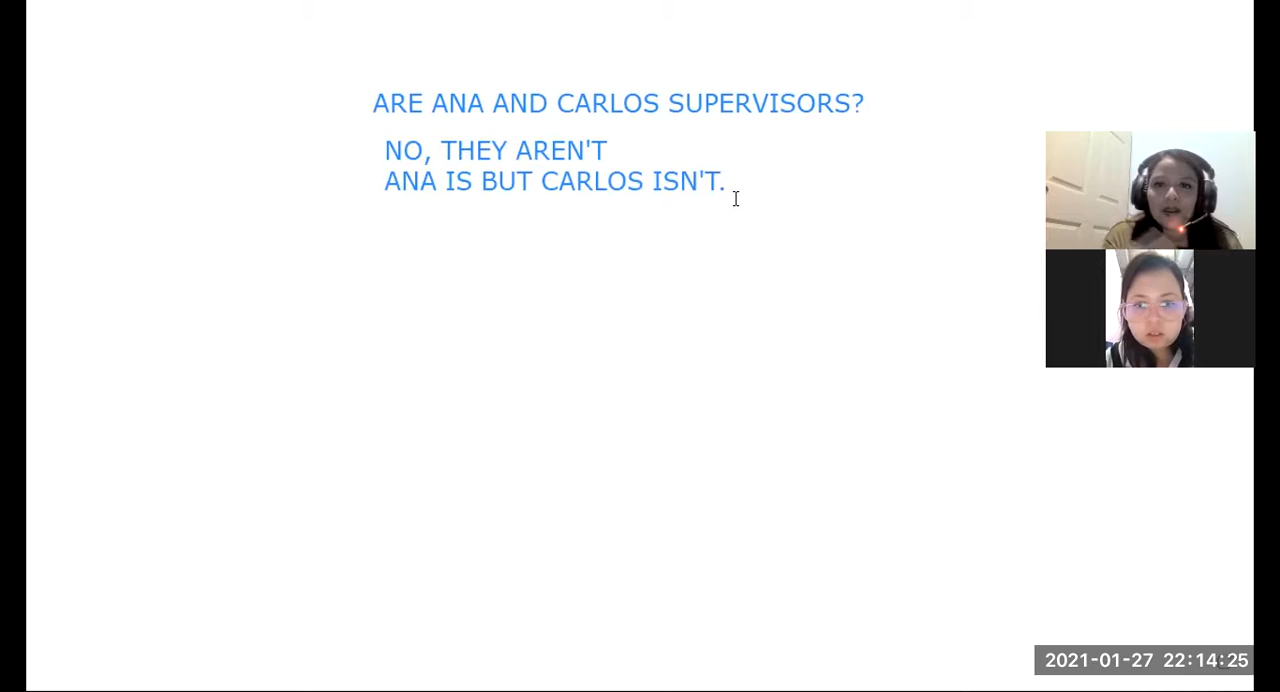 ARE ANA AND CARLOS SUPERVISORS?
NO, THEY AREN'T
ANA IS BUT CARLOS ISN'T.
2021-01-27 22:14:25